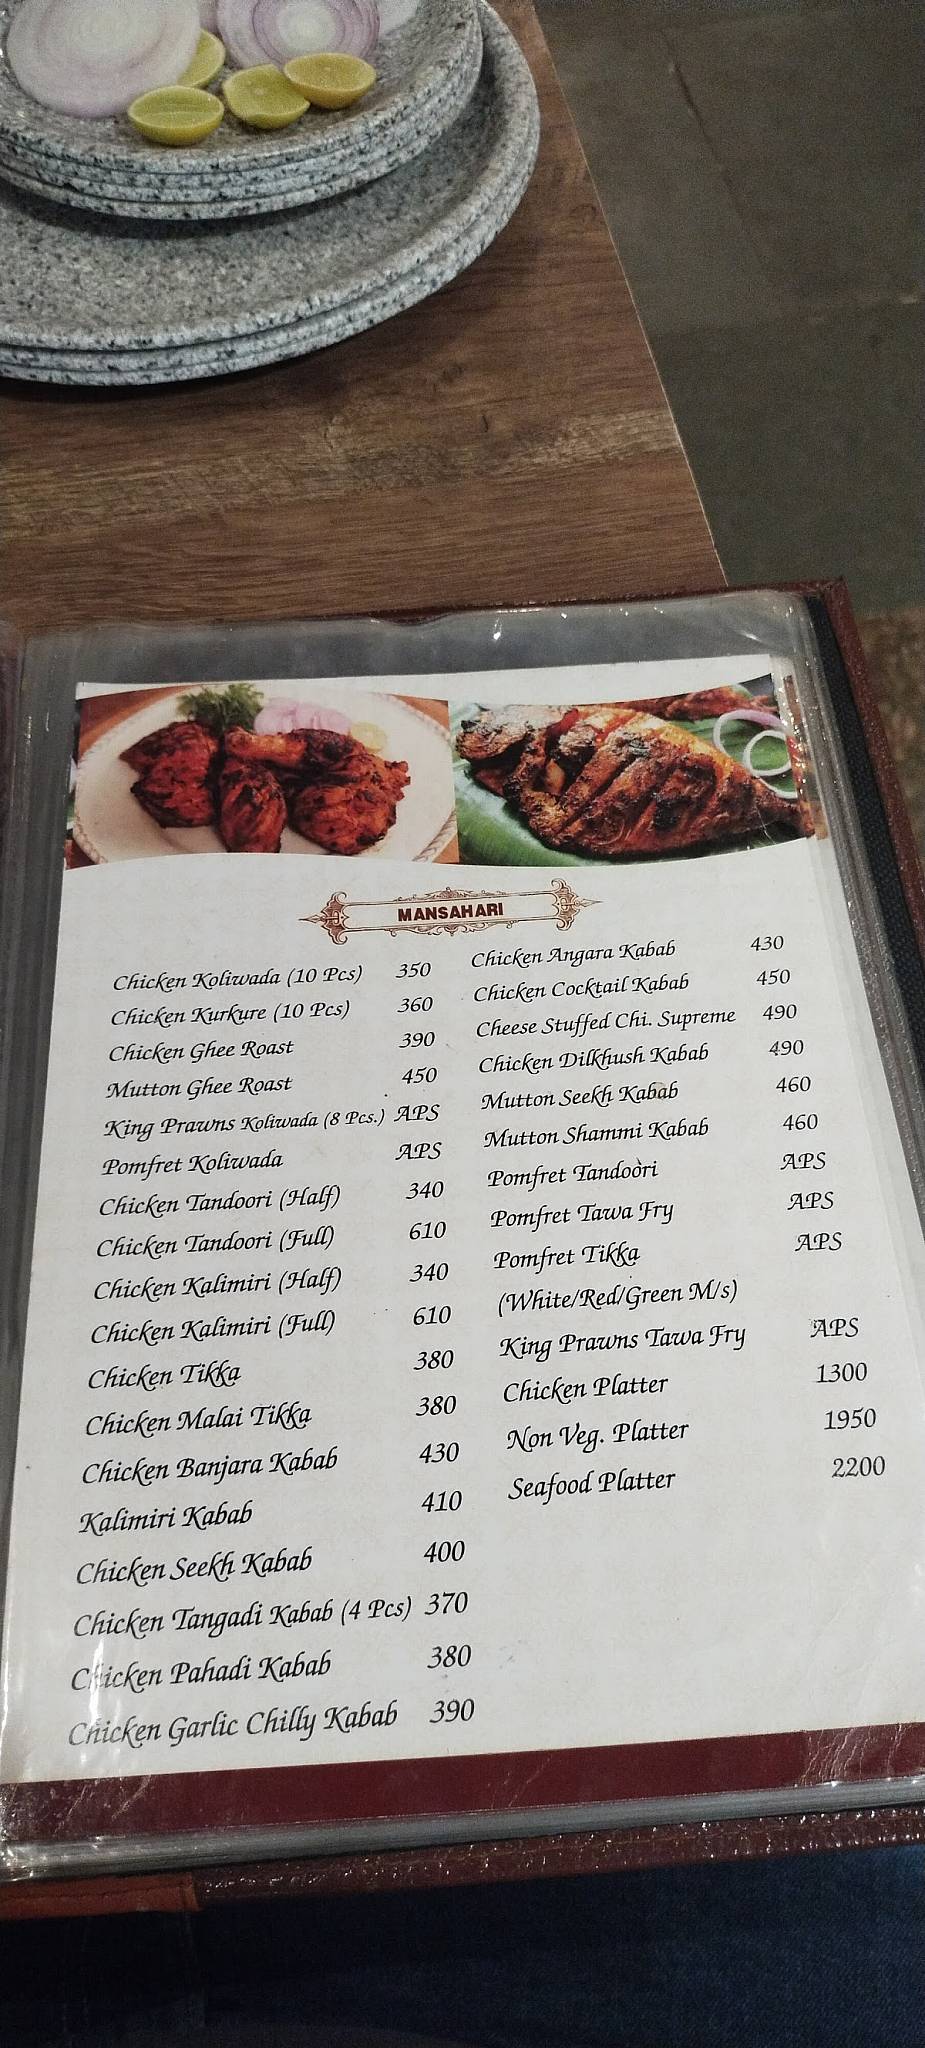 MANSAHARI
Chicken Koliwada (10 Pcs) 350
Chicken Kurkure (10 Pcs) 360
Chicken Ghee Roast 390
Mutton Ghee Roast 450
King Prawns Koliwada (8 Pcs.) APS
Pomfret Koliwada APS
Chicken Tandoori (Half) 340
Chicken Tandoori (Full) 610
Chicken Kalimiri (Half) 340
Chicken Kalimiri (Full) 610
Chicken Tikka 380
Chicken Malai Tikka 380
Chicken Banjara Kabab 430
Kalimiri Kabab 410
Chicken Seekh Kabab 400
Chicken Tangadi Kabab (4 Pcs) 370
Chicken Pahadi Kabab 380
Chicken Garlic Chilly Kabab 390
Chicken Angara Kabab 430
Chicken Cocktail Kabab 450
Cheese Stuffed Chi. Supreme 490
Chicken Dilkhush Kabab 490
Mutton Seekh Kabab 460
Mutton Shammi Kabab 460
Pomfret Tandoori APS
Pomfret Tawa Fry APS
Pomfret Tikka APS
(White/Red/Green M/s)
King Prawns Tawa Fry APS
Chicken Platter 1300
Non Veg. Platter 1950
Seafood Platter 2200